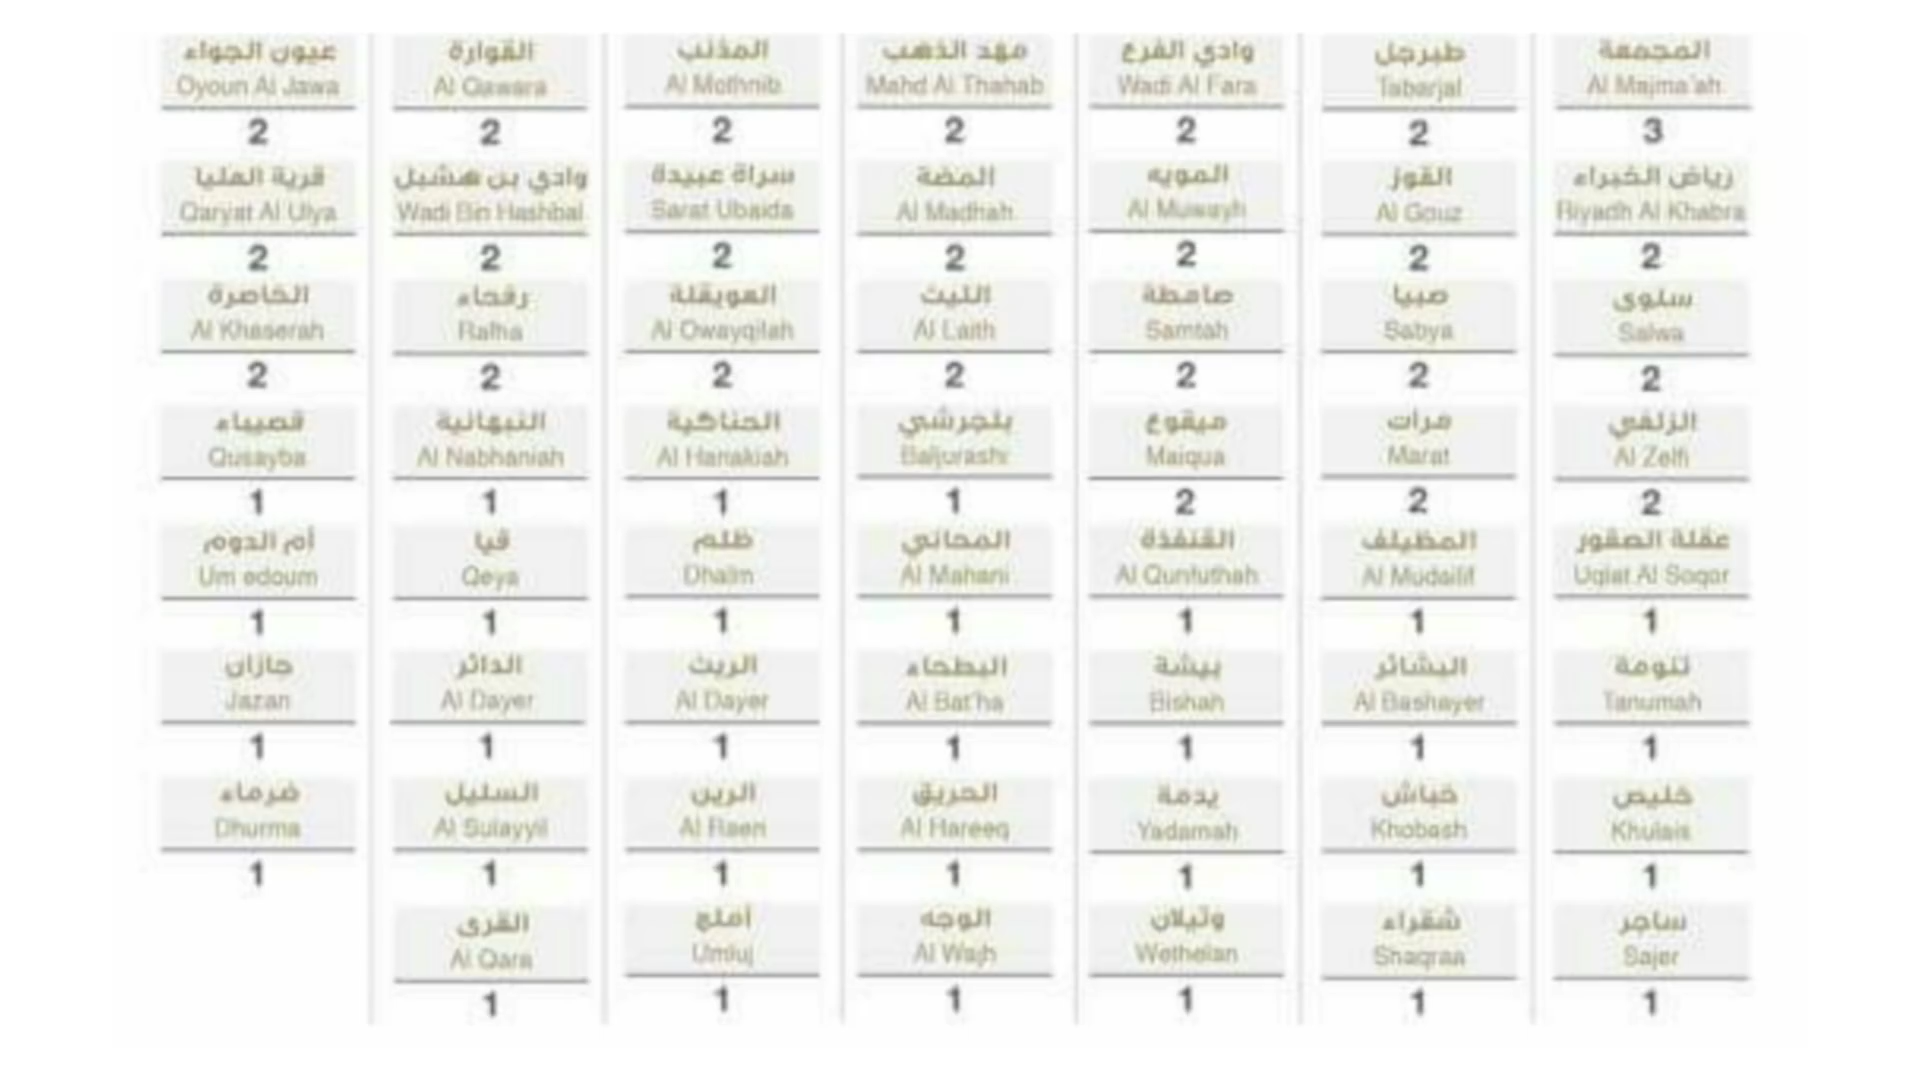 المجمعة
Al Majma'ah
3
طبرجل
Tabarjal
2
وادي الفرع
Wadi Al Fara
2
مهد الذهب
Mahd Al Thahab
2
المذنب
Al Mothnib
2
القوارة
Al Qawara
2
عيون الجواء
Oyoun Al Jawa
2
رياض الخبراء
Riyadh Al Khabra
2
القوز
Al Gouz
2
المويه
Al Muwayh
2
المضة
Al Madhah
2
سراة عبيدة
Sarat Ubaida
2
وادي بن هشبل
Wadi Bin Hashbal
2
قرية العليا
Qaryat Al Ulya
2
سلوى
Salwa
2
صبيا
Sabya
2
صامطة
Samtah
2
الليث
Al Laith
2
العويقلة
Al Owayqilah
2
رفحاء
Rafha
2
الخاصرة
Al Khaserah
2
الزلفي
Al Zelfi
2
مرات
Marat
2
ميقوع
Maiqua
2
بلجرشي
Baljurashi
1
الحناكية
Al Hanakiah
1
النبهانية
Al Nabhaniah
1
قصيباء
Qusayba
1
عقلة الصقور
Uqlat Al Soqor
1
المظيلف
Al Mudailif
1
القنفذة
Al Qunfuthah
1
المحاني
Al Mahani
1
ظلم
Dhalm
1
قيا
Qeya
1
أم الدوم
Um edoum
1
تنومة
Tanumah
1
البشائر
Al Bashayer
1
بيشة
Bishah
1
البطحاء
Al Bat'ha
1
الريث
Al Dayer
1
الدائر
Al Dayer
1
جازان
Jazan
1
خليص
Khulais
1
خباش
Khobash
1
يدمة
Yadamah
1
الحريق
Al Hareeq
1
الرين
Al Raen
1
السليل
Al Sulayyil
1
ضرماء
Dhurma
1
ساجر
Sajer
1
شقراء
Shaqraa
1
وثيلان
Wethelan
1
الوجه
Al Wajh
1
أملج
Umluj
1
القرى
Al Qara
1